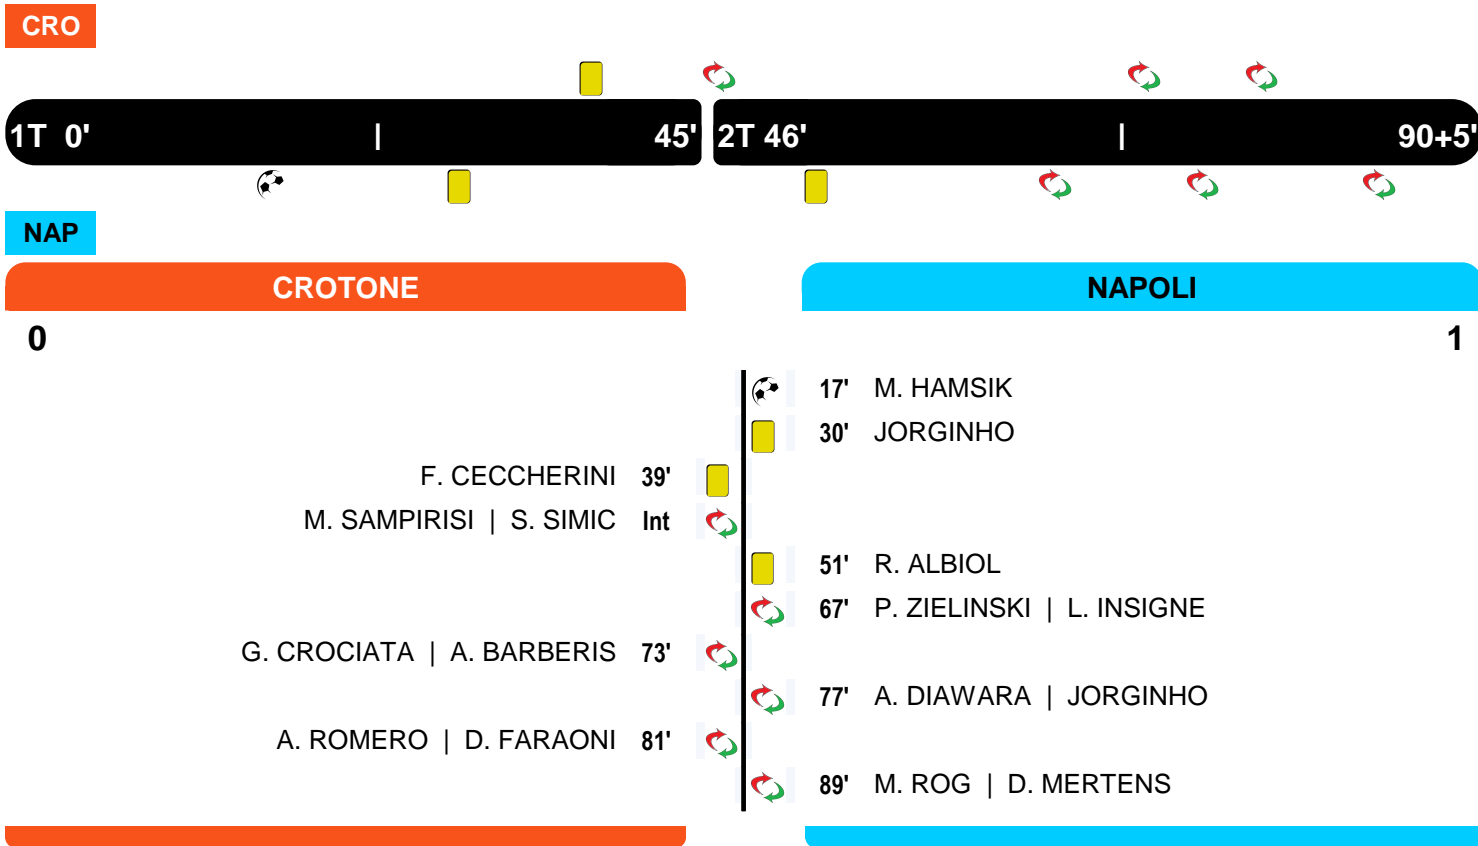 CRO
1T 0' | 45' 2T 46' | 90+5'
NAP
CROTONE NAPOLI
0 1
17' M. HAMSIK
30' JORGINHO
F. CECCHERINI 39'
M. SAMPIRISI | S. SIMIC Int
51' R. ALBIOL
67' P. ZIELINSKI | L. INSIGNE
G. CROCIATA | A. BARBERIS 73'
77' A. DIAWARA | JORGINHO
A. ROMERO | D. FARAONI 81'
89' M. ROG | D. MERTENS